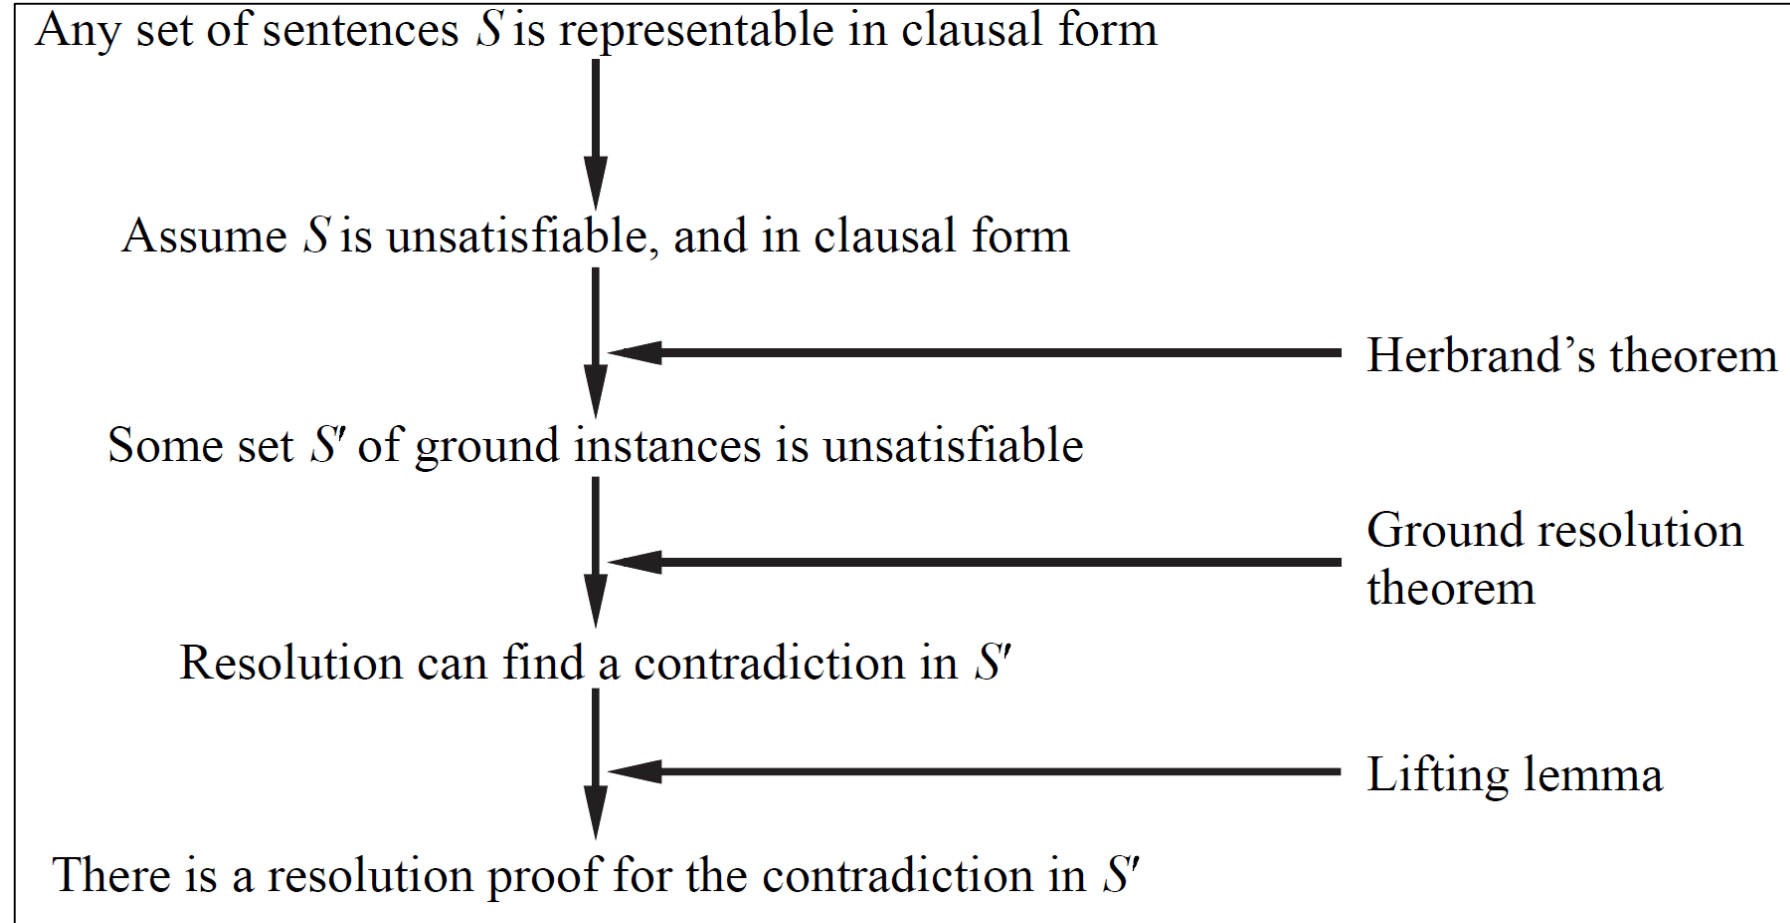 Any set of sentences S is representable in clausal form
Assume S is unsatisfiable, and in clausal form
Herbrand’s theorem
Some set S′ of ground instances is unsatisfiable
Ground resolution
theorem
Resolution can find a contradiction in S′
Lifting lemma
There is a resolution proof for the contradiction in S′